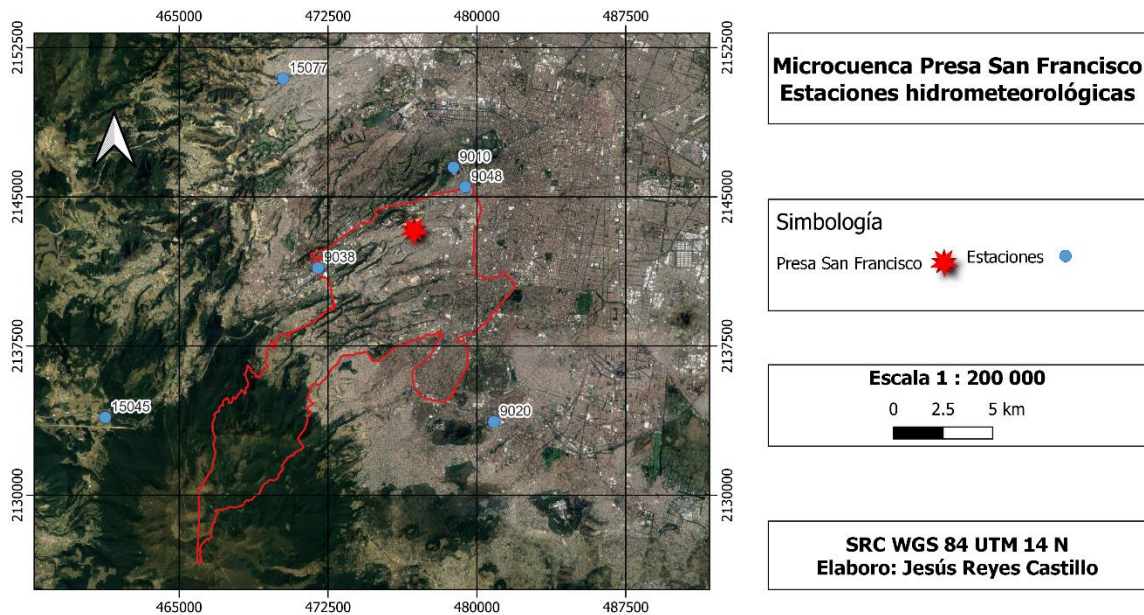 465000 472500 480000 487500
2152500 2152500
15077
9010
9048
2145000 2145000
9038
2137500 2137500
15045
9020
2130000 2130000
465000 472500 480000 487500
Microcuenca Presa San Francisco
Estaciones hidrometeorológicas
Simbología
Presa San Francisco Estaciones
Escala 1 : 200 000
0 2.5 5 km
SRC WGS 84 UTM 14 N
Elaboro: Jesús Reyes Castillo